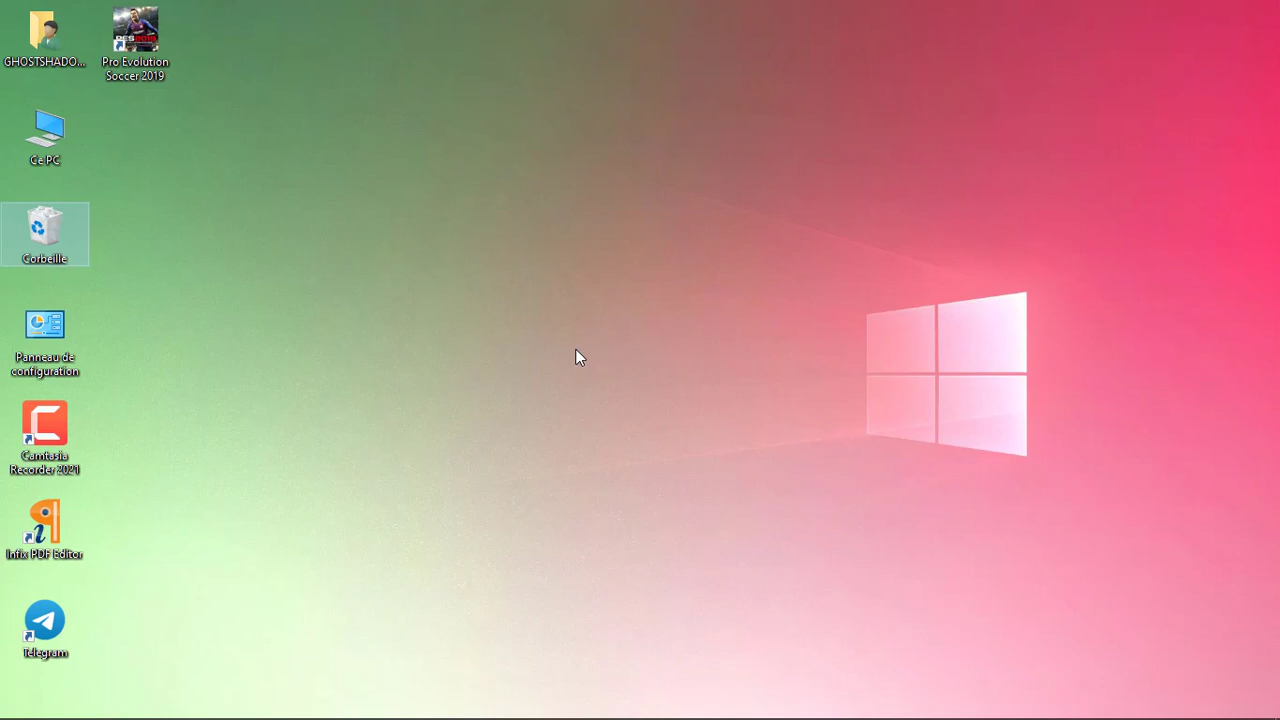 GHOSTSHADO...
Pro Evolution
Soccer 2019
Ce PC
Corbeille
Panneau de
configuration
Camtasia
Recorder 2021
Infix PDF Editor
Telegram